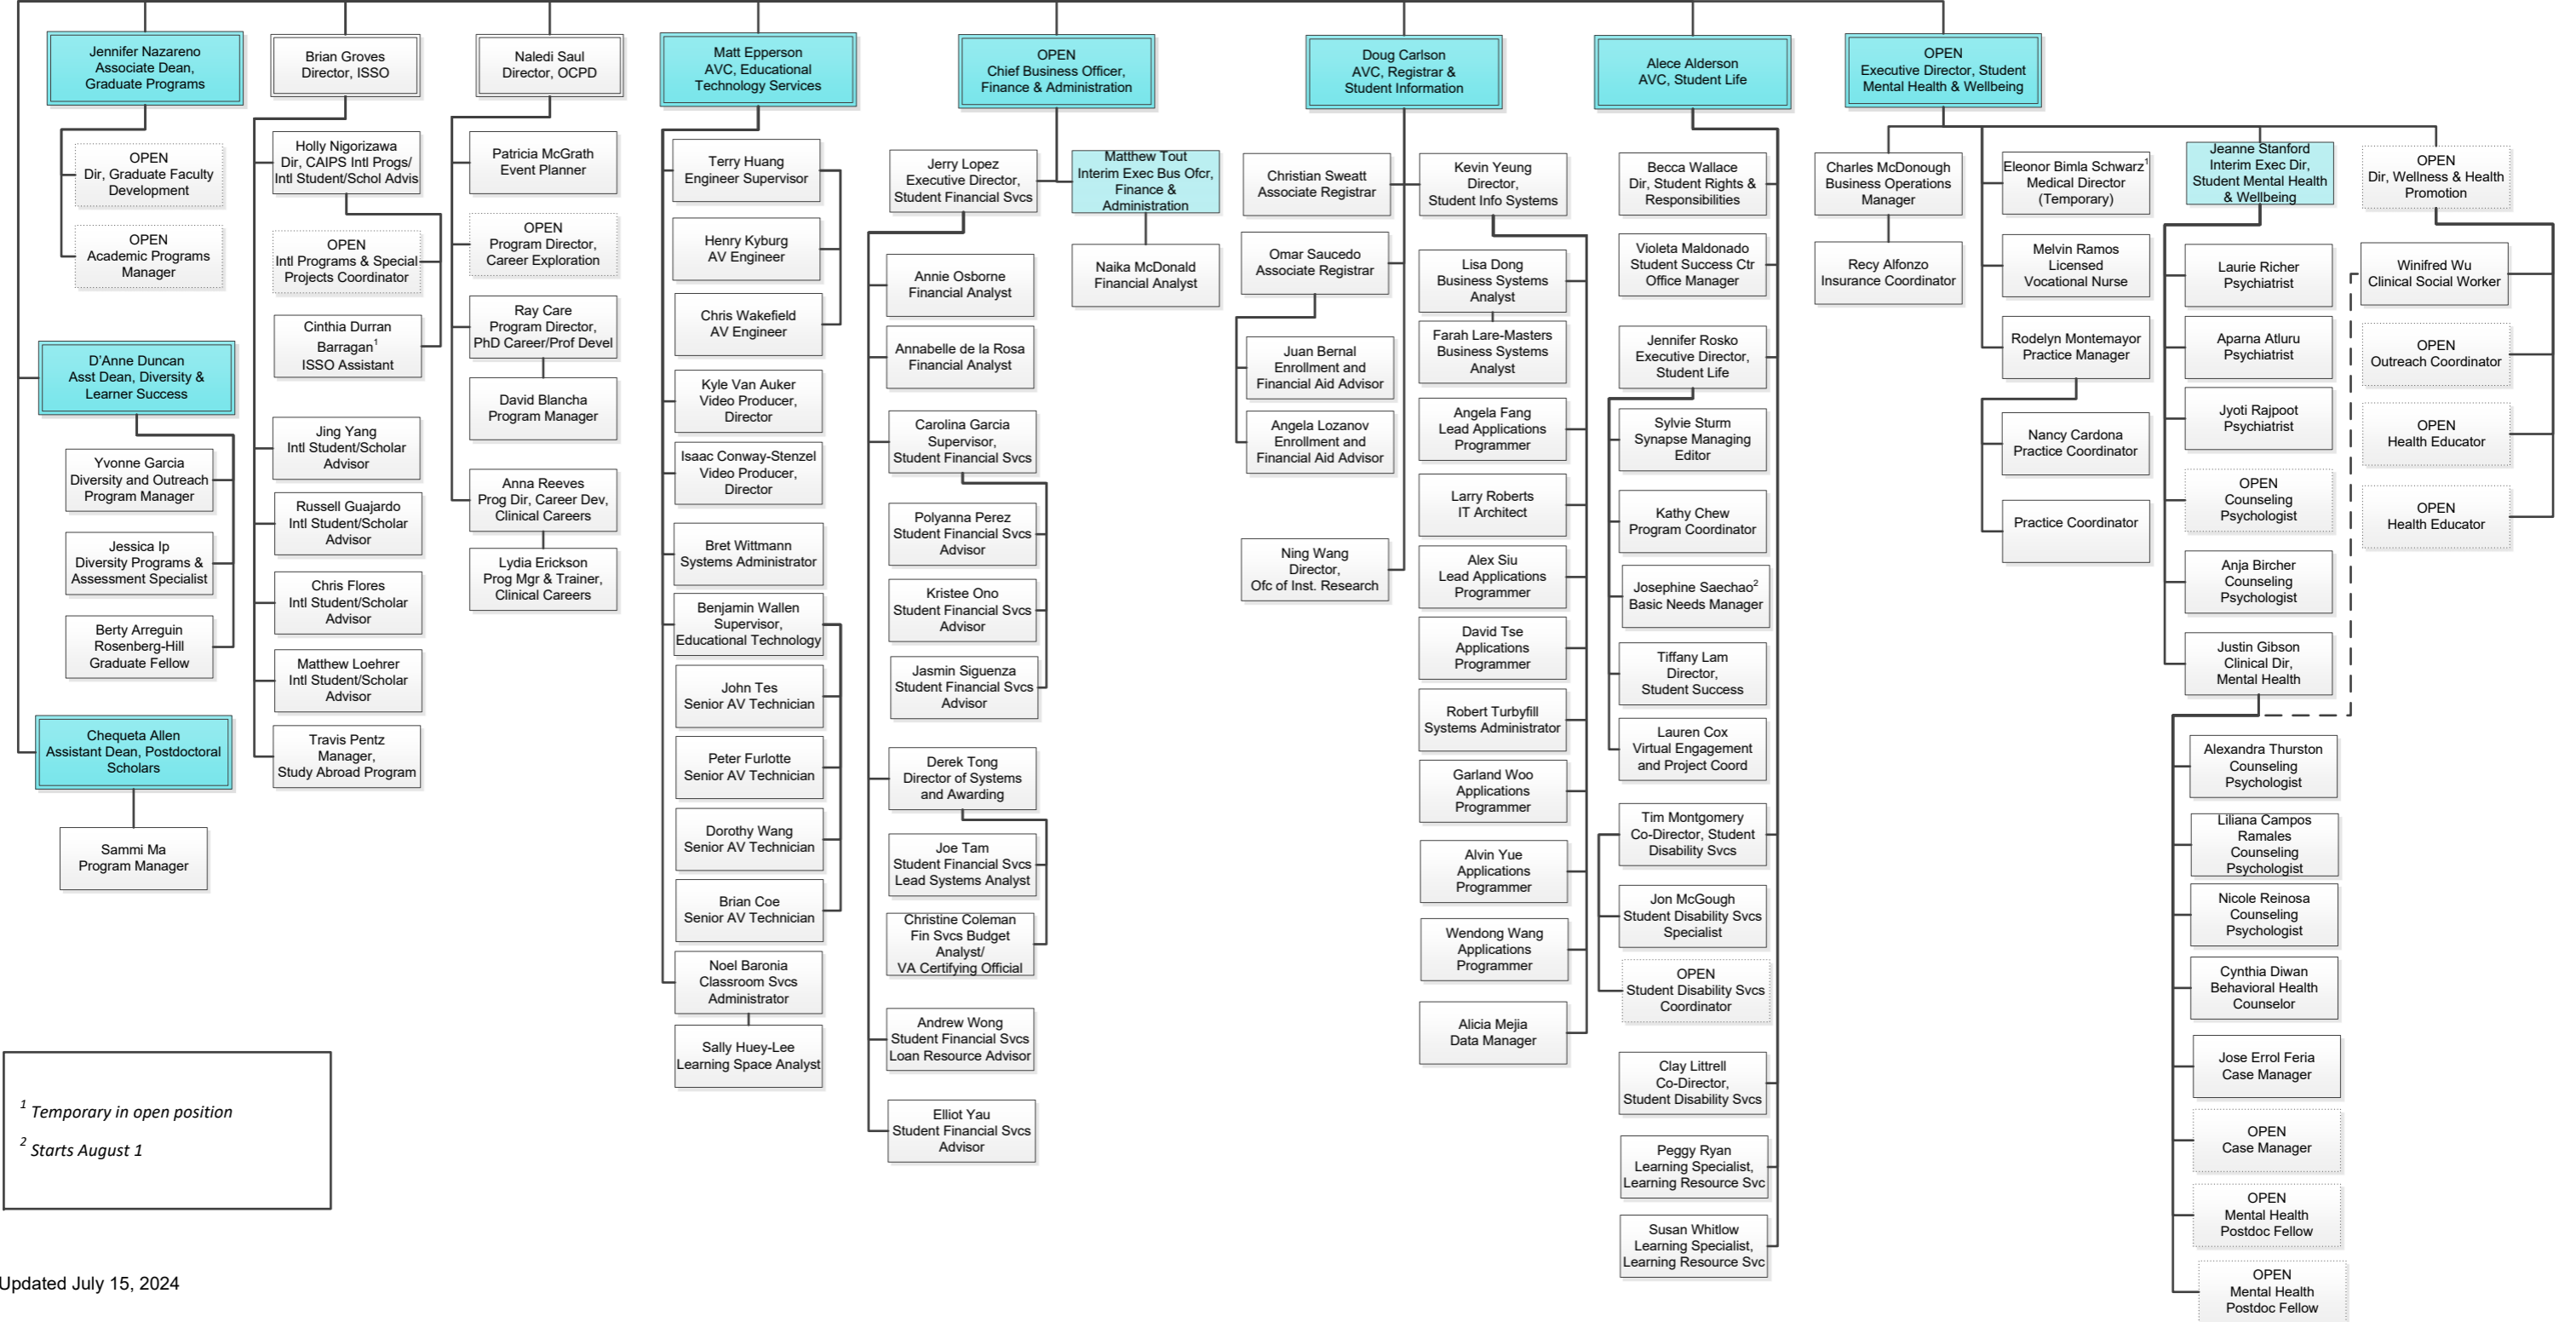 Jennifer Nazareno
Associate Dean,
Graduate Programs
OPEN
Dir, Graduate Faculty
Development
OPEN
Academic Programs
Manager
D'Anne Duncan
Asst Dean, Diversity &
Learner Success
Yvonne Garcia
Diversity and Outreach
Program Manager
Jessica Ip
Diversity Programs &
Assessment Specialist
Berty Arreguin
Rosenberg-Hill
Graduate Fellow
Chequeta Allen
Assistant Dean, Postdoctoral
Scholars
Sammi Ma
Program Manager
Brian Groves
Director, ISSO
Holly Nigorizawa
Dir, CAIPS Intl Progs/
Intl Student/Schol Advis
OPEN
Intl Programs & Special
Projects Coordinator
Cinthia Durran
Barragan1
ISSO Assistant
Jing Yang
Intl Student/Scholar
Advisor
Russell Guajardo
Intl Student/Scholar
Advisor
Chris Flores
Intl Student/Scholar
Advisor
Matthew Loehrer
Intl Student/Scholar
Advisor
Travis Pentz
Manager,
Study Abroad Program
Naledi Saul
Director, OCPD
Patricia McGrath
Event Planner
OPEN
Program Director,
Career Exploration
Ray Care
Program Director,
PhD Career/Prof Devel
David Blancha
Program Manager
Anna Reeves
Prog Dir, Career Dev,
Clinical Careers
Lydia Erickson
Prog Mgr & Trainer,
Clinical Careers
Matt Epperson
AVC, Educational
Technology Services
Terry Huang
Engineer Supervisor
Henry Kyburg
AV Engineer
Chris Wakefield
AV Engineer
Kyle Van Auker
Video Producer,
Director
Isaac Conway-Stenzel
Video Producer,
Director
Bret Wittmann
Systems Administrator
Benjamin Wallen
Supervisor,
Educational Technology
John Tes
Senior AV Technician
Peter Furlotte
Senior AV Technician
Dorothy Wang
Senior AV Technician
Brian Coe
Senior AV Technician
Noel Baronia
Classroom Svcs
Administrator
Sally Huey-Lee
Learning Space Analyst
OPEN
Chief Business Officer,
Finance & Administration
Jerry Lopez
Executive Director,
Student Financial Svcs
Matthew Tout
Interim Exec Bus Ofcr,
Finance &
Administration
Naika McDonald
Financial Analyst
Annie Osborne
Financial Analyst
Annabelle de la Rosa
Financial Analyst
Carolina Garcia
Supervisor,
Student Financial Svcs
Polyanna Perez
Student Financial Svcs
Advisor
Kristee Ono
Student Financial Svcs
Advisor
Jasmin Siguenza
Student Financial Svcs
Advisor
Derek Tong
Director of Systems
and Awarding
Joe Tam
Student Financial Svcs
Lead Systems Analyst
Christine Coleman
Fin Svcs Budget
Analyst/
VA Certifying Official
Andrew Wong
Student Financial Svcs
Loan Resource Advisor
Elliot Yau
Student Financial Svcs
Advisor
Doug Carlson
AVC, Registrar &
Student Information
Christian Sweatt
Associate Registrar
Omar Saucedo
Associate Registrar
Juan Bernal
Enrollment and
Financial Aid Advisor
Angela Lozanov
Enrollment and
Financial Aid Advisor
Ning Wang
Director,
Ofc of Inst. Research
Kevin Yeung
Director,
Student Info Systems
Lisa Dong
Business Systems
Analyst
Farah Lare-Masters
Business Systems
Analyst
Angela Fang
Lead Applications
Programmer
Larry Roberts
IT Architect
Alex Siu
Lead Applications
Programmer
David Tse
Applications
Programmer
Robert Turbyfill
Systems Administrator
Garland Woo
Applications
Programmer
Alvin Yue
Applications
Programmer
Wendong Wang
Applications
Programmer
Alicia Mejia
Data Manager
Alece Alderson
AVC, Student Life
Becca Wallace
Dir, Student Rights &
Responsibilities
Violeta Maldonado
Student Success Ctr
Office Manager
Jennifer Rosko
Executive Director,
Student Life
Sylvie Sturm
Synapse Managing
Editor
Kathy Chew
Program Coordinator
Josephine Saechao2
Basic Needs Manager
Tiffany Lam
Director,
Student Success
Lauren Cox
Virtual Engagement
and Project Coord
Tim Montgomery
Co-Director, Student
Disability Svcs
Jon McGough
Student Disability Svcs
Specialist
OPEN
Student Disability Svcs
Coordinator
Clay Littrell
Co-Director,
Student Disability Svcs
Peggy Ryan
Learning Specialist,
Learning Resource Svc
Susan Whitlow
Learning Specialist,
Learning Resource Svc
OPEN
Executive Director, Student
Mental Health & Wellbeing
Charles McDonough
Business Operations
Manager
Recy Alfonzo
Insurance Coordinator
Eleonor Bimla Schwarz1
Medical Director
(Temporary)
Melvin Ramos
Licensed
Vocational Nurse
Rodelyn Montemayor
Practice Manager
Nancy Cardona
Practice Coordinator
Practice Coordinator
Jeanne Stanford
Interim Exec Dir,
Student Mental Health
& Wellbeing
Laurie Richer
Psychiatrist
Aparna Atluru
Psychiatrist
Jyoti Rajpoot
Psychiatrist
OPEN
Counseling
Psychologist
Anja Bircher
Counseling
Psychologist
Justin Gibson
Clinical Dir,
Mental Health
Alexandra Thurston
Counseling
Psychologist
Liliana Campos
Ramales
Counseling
Psychologist
Nicole Reinosa
Counseling
Psychologist
Cynthia Diwan
Behavioral Health
Counselor
Jose Errol Feria
Case Manager
OPEN
Case Manager
OPEN
Mental Health
Postdoc Fellow
OPEN
Mental Health
Postdoc Fellow
OPEN
Dir, Wellness & Health
Promotion
Winifred Wu
Clinical Social Worker
OPEN
Outreach Coordinator
OPEN
Health Educator
OPEN
Health Educator
1 Temporary in open position
2 Starts August 1
Updated July 15, 2024